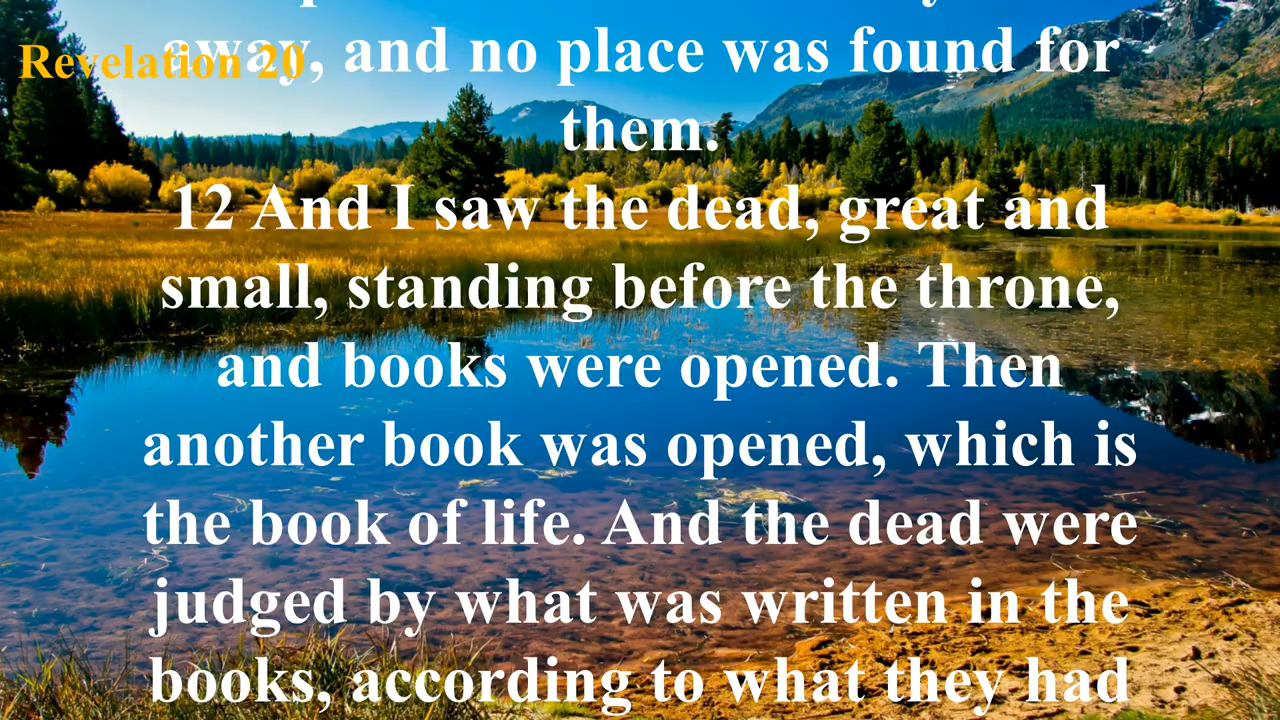 Revelation 20
away, and no place was found for
them.
12 And I saw the dead, great and
small, standing before the throne,
and books were opened. Then
another book was opened, which is
the book of life. And the dead were
judged by what was written in the
books, according to what they had